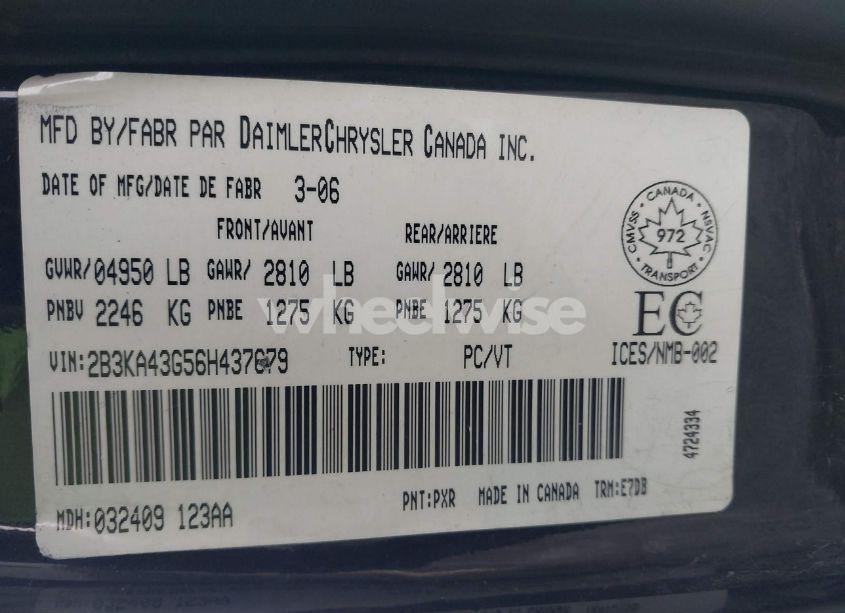 MFD BY/FABR PAR DAIMLERCHRYSLER CANADA INC.
DATE OF MFG/DATE DE FABR 3-06
FRONT/AVANT REAR/ARRIERE
GVWR/04950 LB GAWR/ 2810 LB GAWR/ 2810 LB
PNBV 2246 KG PNBE 1275 KG PNBE 1275 KG
VIN:2B3KA43G56H437679 TYPE: PC/VT ICES/NMB-002
CANADA
CMVSS 972 NSVAC
TRANSPORT
EC
wheelwise
4724334
MDH:032409 123AA PNT:PXR MADE IN CANADA TRM:E7DB